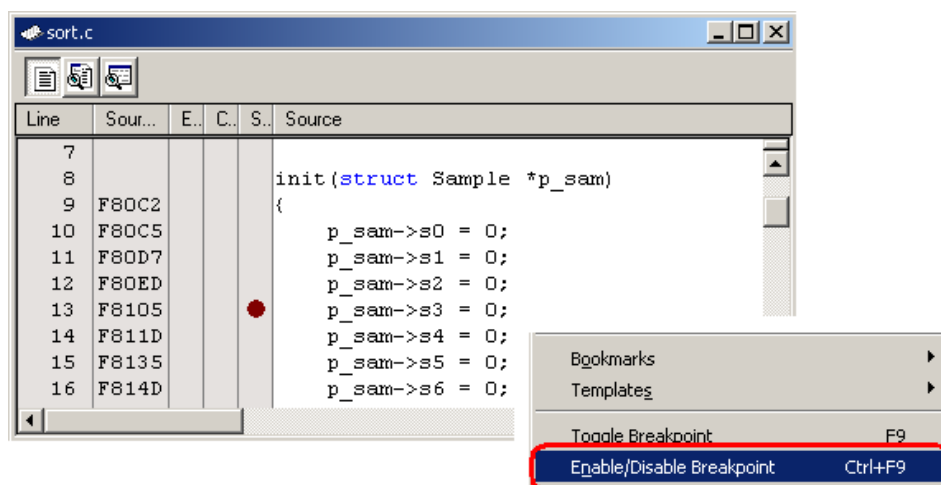 sort.c
Line Sour... E.. C.. S.. Source
7
8 init(struct Sample *p_sam)
9 F80C2 {
10 F80C5 p_sam->s0 = 0;
11 F80D7 p_sam->s1 = 0;
12 F80ED p_sam->s2 = 0;
13 F8105 p_sam->s3 = 0;
14 F811D p_sam->s4 = 0;
15 F8135 p_sam->s5 = 0;
16 F814D p_sam->s6 = 0;
Bookmarks
Templates
Toggle Breakpoint F9
Enable/Disable Breakpoint Ctrl+F9